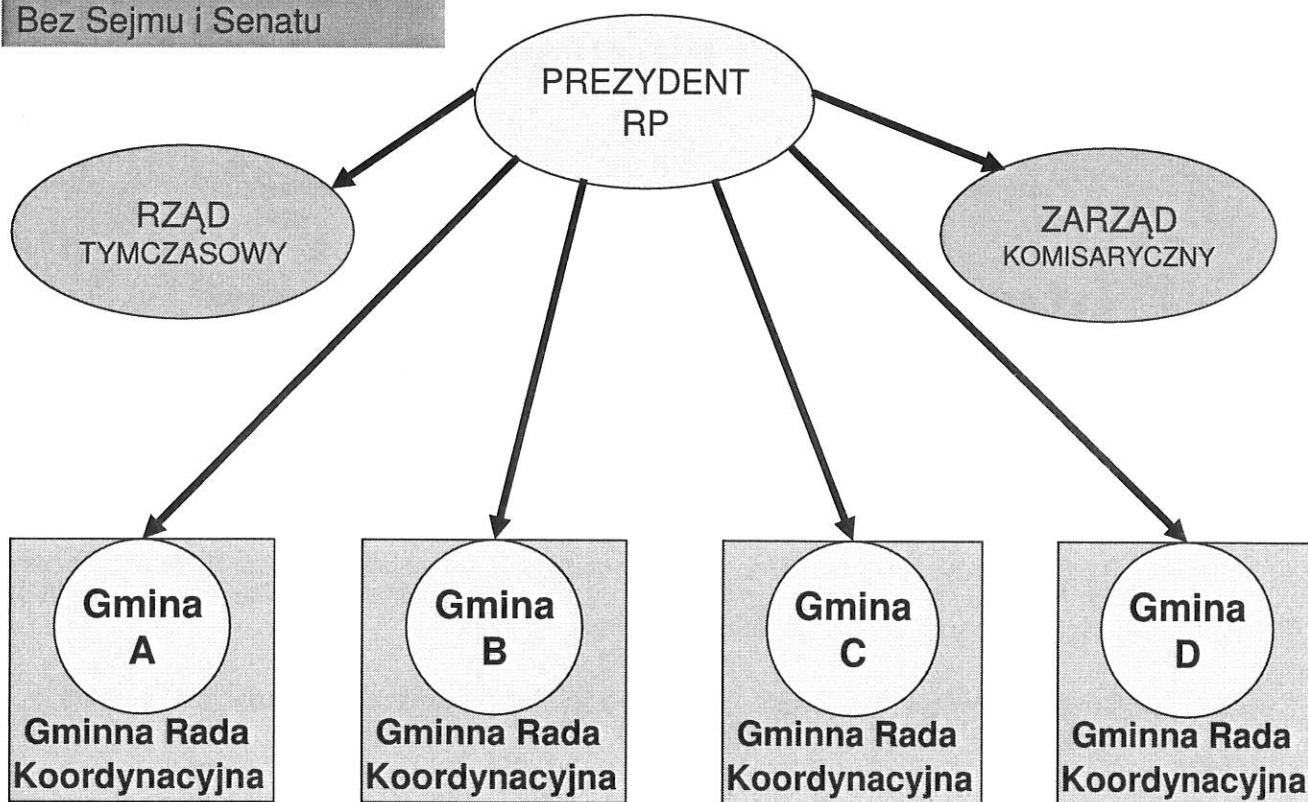 Bez Sejmu i Senatu
PREZYDENT
RP
RZĄD
TYMCZASOWY
ZARZĄD
KOMISARYCZNY
Gmina
A
Gminna Rada
Koordynacyjna
Gmina
B
Gminna Rada
Koordynacyjna
Gmina
C
Gminna Rada
Koordynacyjna
Gmina
D
Gminna Rada
Koordynacyjna